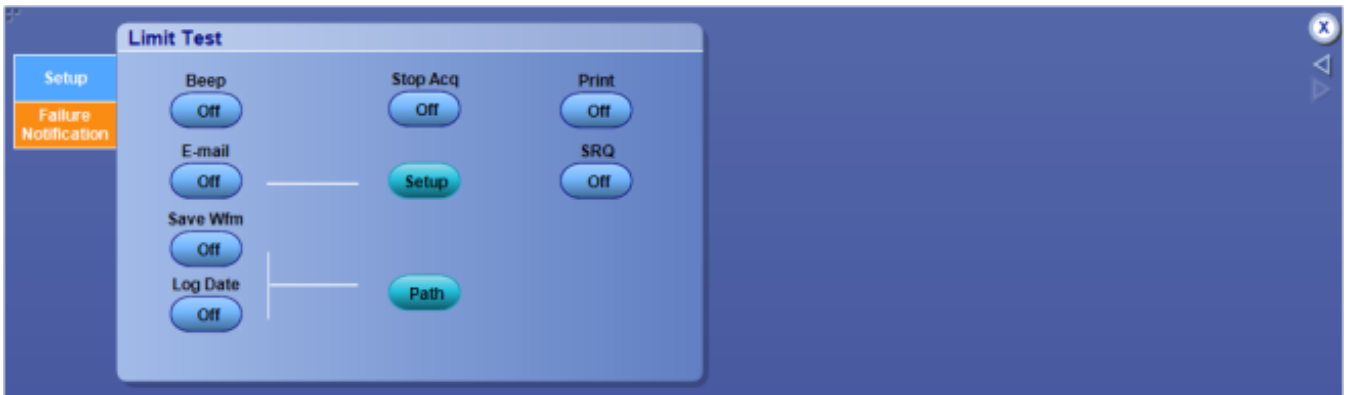 Limit Test
Setup
Failure
Notification
Beep
Off
Stop Acq
Off
Print
Off
E-mail
Off
Setup
SRQ
Off
Save Wfm
Off
Log Date
Off
Path
X